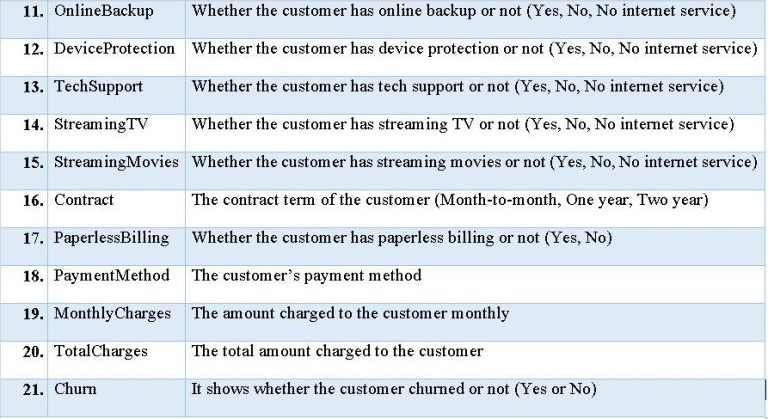 11. OnlineBackup Whether the customer has online backup or not (Yes, No, No internet service)
12. DeviceProtection Whether the customer has device protection or not (Yes, No, No internet service)
13. TechSupport Whether the customer has tech support or not (Yes, No, No internet service)
14. StreamingTV Whether the customer has streaming TV or not (Yes, No, No internet service)
15. StreamingMovies Whether the customer has streaming movies or not (Yes, No, No internet service)
16. Contract The contract term of the customer (Month-to-month, One year, Two year)
17. PaperlessBilling Whether the customer has paperless billing or not (Yes, No)
18. PaymentMethod The customer’s payment method
19. MonthlyCharges The amount charged to the customer monthly
20. TotalCharges The total amount charged to the customer
21. Churn It shows whether the customer churned or not (Yes or No)